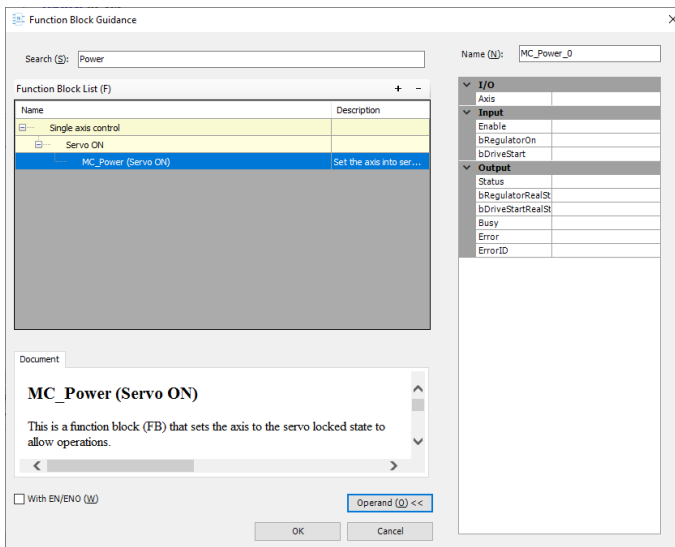 Function Block Guidance
Search (S): Power
Function Block List (F) + -
Name Description
Single axis control
Servo ON
MC_Power (Servo ON) Set the axis into ser...
Document
MC_Power (Servo ON)
This is a function block (FB) that sets the axis to the servo locked state to
allow operations.
With EN/ENO (W)
Operand (O) <<
OK Cancel
Name (N): MC_Power_0
I/O
Axis
Input
Enable
bRegulatorOn
bDriveStart
Output
Status
bRegulatorRealSt
bDriveStartRealSt
Busy
Error
ErrorID